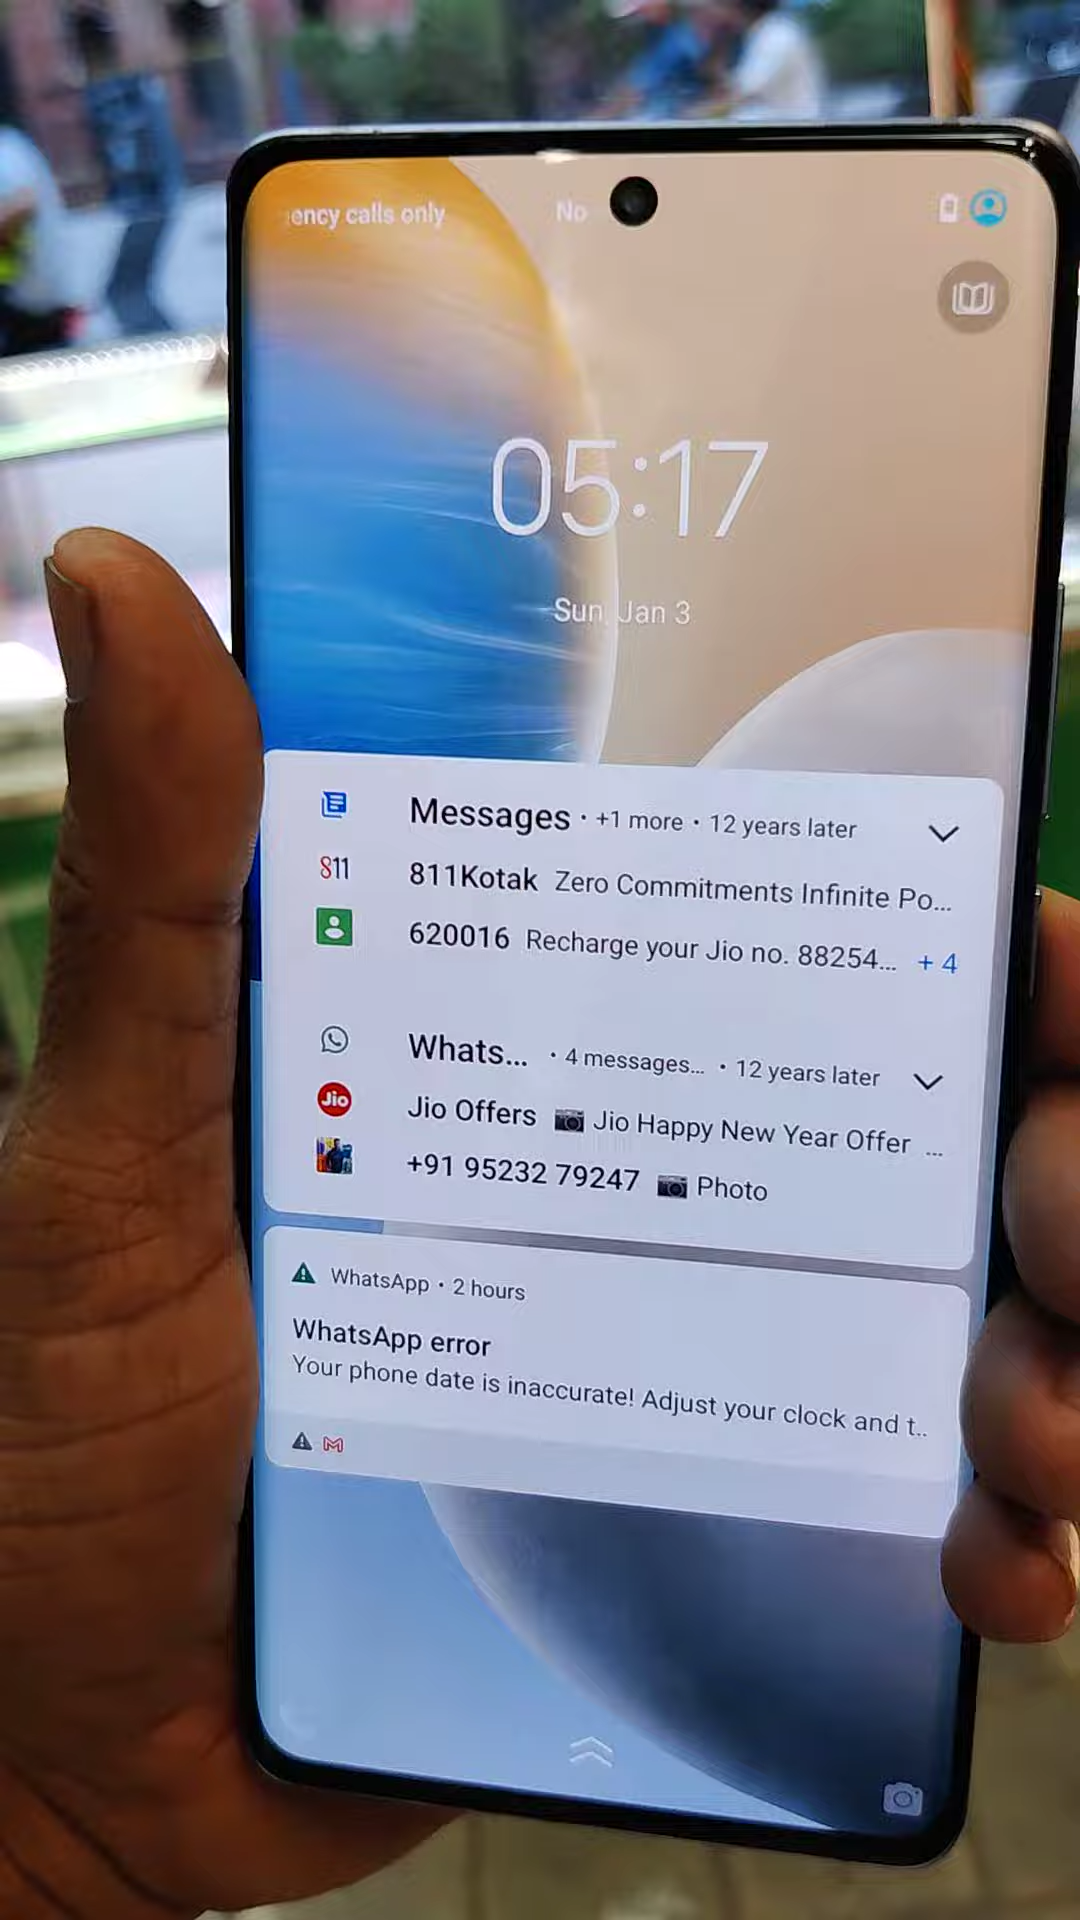 ency calls only No
05:17
Sun, Jan 3
Messages · +1 more · 12 years later
811 811Kotak Zero Commitments Infinite Po...
620016 Recharge your Jio no. 88254... + 4
Whats... · 4 messages... · 12 years later
Jio Jio Offers Jio Happy New Year Offer ...
+91 95232 79247 Photo
WhatsApp · 2 hours
WhatsApp error
Your phone date is inaccurate! Adjust your clock and t..